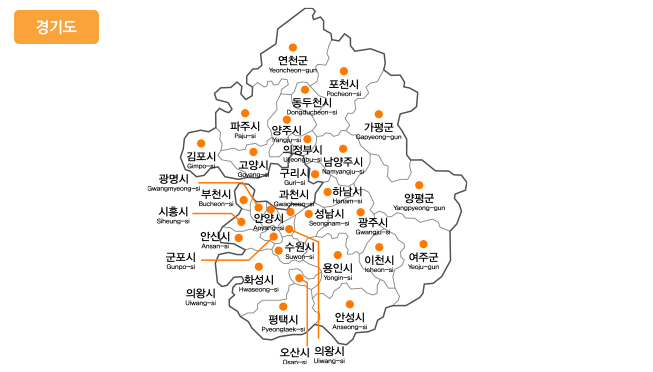 경기도
연천군
Yeoncheon-gun
포천시
Pocheon-si
동두천시
Dongducheon-si
파주시
Paju-si
양주시
Yangju-si
가평군
Gapyeong-gun
의정부시
Uijeongbu-si
김포시
Gimpo-si
고양시
Goyang-si
남양주시
Namyangju-si
구리시
Guri-si
광명시
Gwangmyeong-si
부천시
Bucheon-si
과천시
Gwacheon-si
하남시
Hanam-si
양평군
Yangpyeong-gun
시흥시
Siheung-si
안양시
Anyang-si
성남시
Seongnam-si
광주시
Gwangju-si
안산시
Ansan-si
수원시
Suwon-si
군포시
Gunpo-si
용인시
Yongin-si
이천시
Icheon-si
여주군
Yeoju-gun
화성시
Hwaseong-si
의왕시
Uiwang-si
평택시
Pyeongtaek-si
안성시
Anseong-si
오산시
Osan-si
의왕시
Uiwang-si